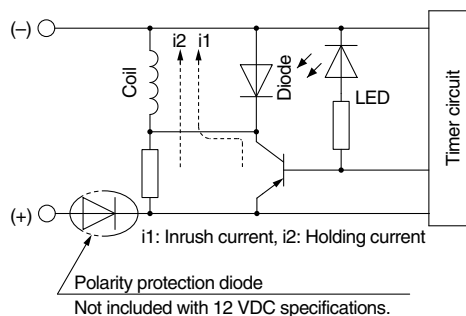 (–)
i2 i1
Coil
Diode
LED
Timer circuit
(+)
i1: Inrush current, i2: Holding current
Polarity protection diode
Not included with 12 VDC specifications.